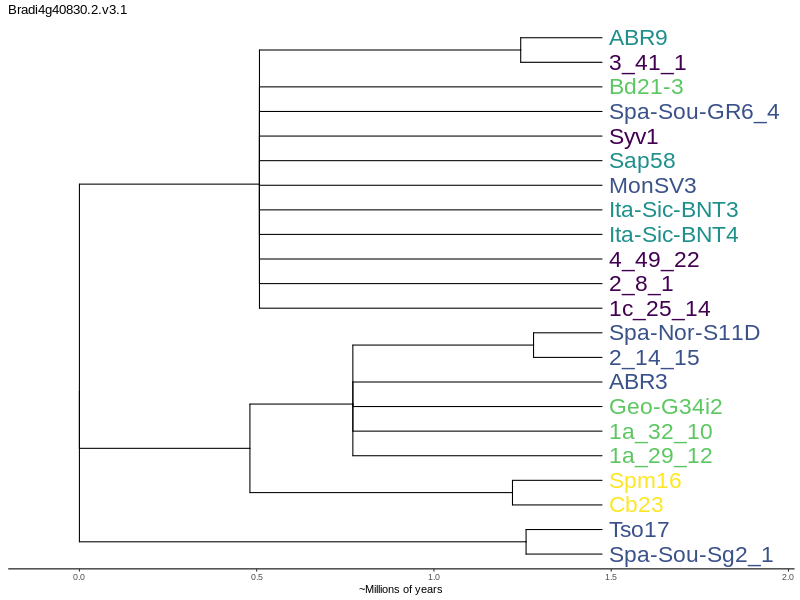 Bradi4g40830.2.v3.1
ABR9
3_41_1
Bd21-3
Spa-Sou-GR6_4
Syv1
Sap58
MonSV3
Ita-Sic-BNT3
Ita-Sic-BNT4
4_49_22
2_8_1
1c_25_14
Spa-Nor-S11D
2_14_15
ABR3
Geo-G34i2
1a_32_10
1a_29_12
Spm16
Cb23
Tso17
Spa-Sou-Sg2_1
0.0 0.5 1.0 1.5 2.0
~Millions of years